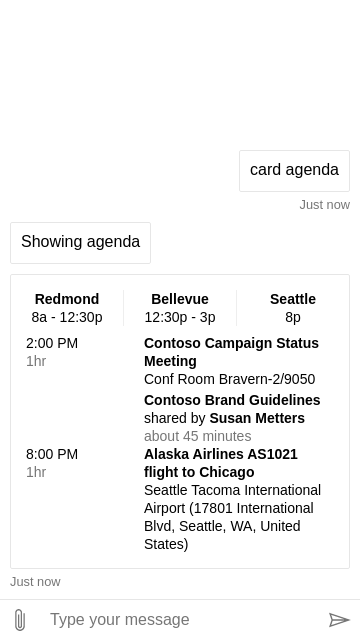 card agenda
Just now
Showing agenda
Redmond Bellevue Seattle
8a - 12:30p 12:30p - 3p 8p
2:00 PM Contoso Campaign Status
1hr Meeting
Conf Room Bravern-2/9050
Contoso Brand Guidelines
shared by Susan Metters
about 45 minutes
8:00 PM Alaska Airlines AS1021
1hr flight to Chicago
Seattle Tacoma International
Airport (17801 International
Blvd, Seattle, WA, United
States)
Just now
Type your message